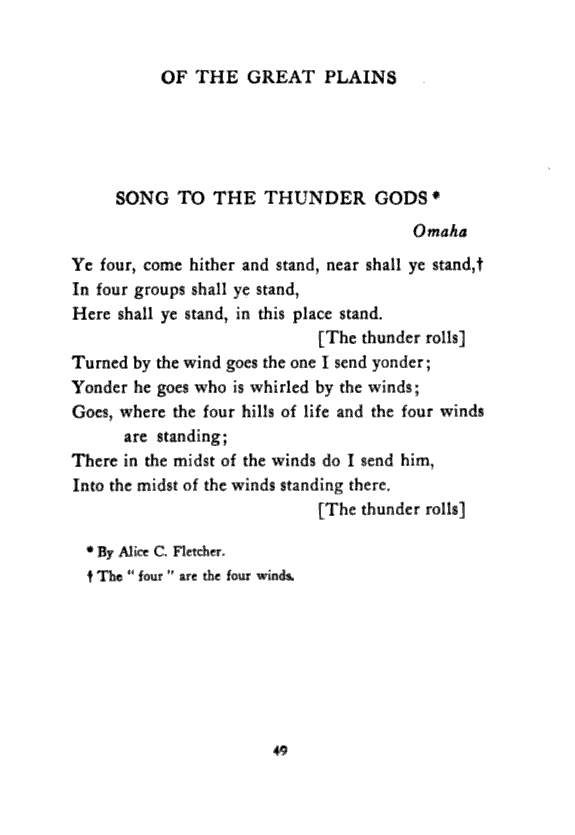 OF THE GREAT PLAINS
SONG TO THE THUNDER GODS*
Omaha
Ye four, come hither and stand, near shall ye stand,†
In four groups shall ye stand,
Here shall ye stand, in this place stand.
[The thunder rolls]
Turned by the wind goes the one I send yonder;
Yonder he goes who is whirled by the winds;
Goes, where the four hills of life and the four winds
are standing;
There in the midst of the winds do I send him,
Into the midst of the winds standing there.
[The thunder rolls]
* By Alice C. Fletcher.
† The “ four ” are the four winds.
49